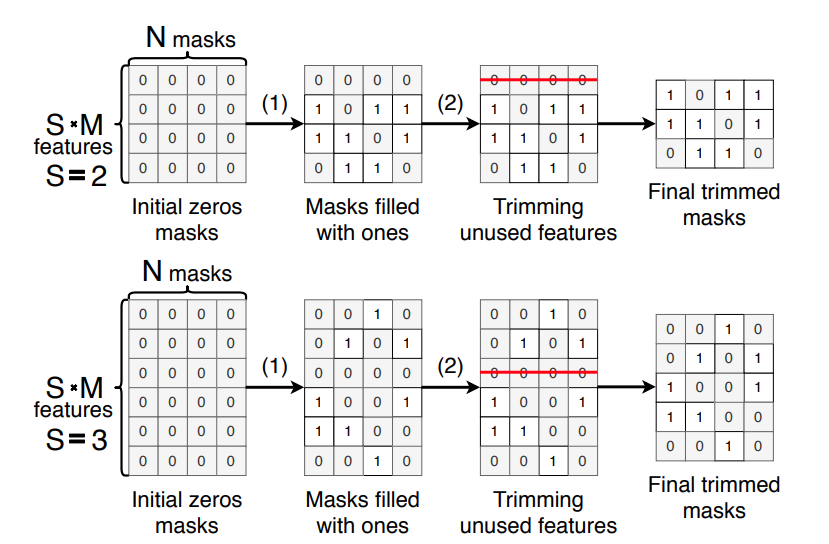 N masks
S * M
features
S = 2
0 0 0 0
0 0 0 0
0 0 0 0
0 0 0 0
Initial zeros
masks
(1)
0 0 0 0
1 0 1 1
1 1 0 1
0 1 1 0
Masks filled
with ones
(2)
0 0 0 0
1 0 1 1
1 1 0 1
0 1 1 0
Trimming
unused features
1 0 1 1
1 1 0 1
0 1 1 0
Final trimmed
masks
N masks
S * M
features
S = 3
0 0 0 0
0 0 0 0
0 0 0 0
0 0 0 0
0 0 0 0
0 0 0 0
Initial zeros
masks
(1)
0 0 1 0
0 1 0 1
0 0 0 0
1 0 0 1
1 1 0 0
0 0 1 0
Masks filled
with ones
(2)
0 0 1 0
0 1 0 1
0 0 0 0
1 0 0 1
1 1 0 0
0 0 1 0
Trimming
unused features
0 0 1 0
0 1 0 1
1 0 0 1
1 1 0 0
0 0 1 0
Final trimmed
masks